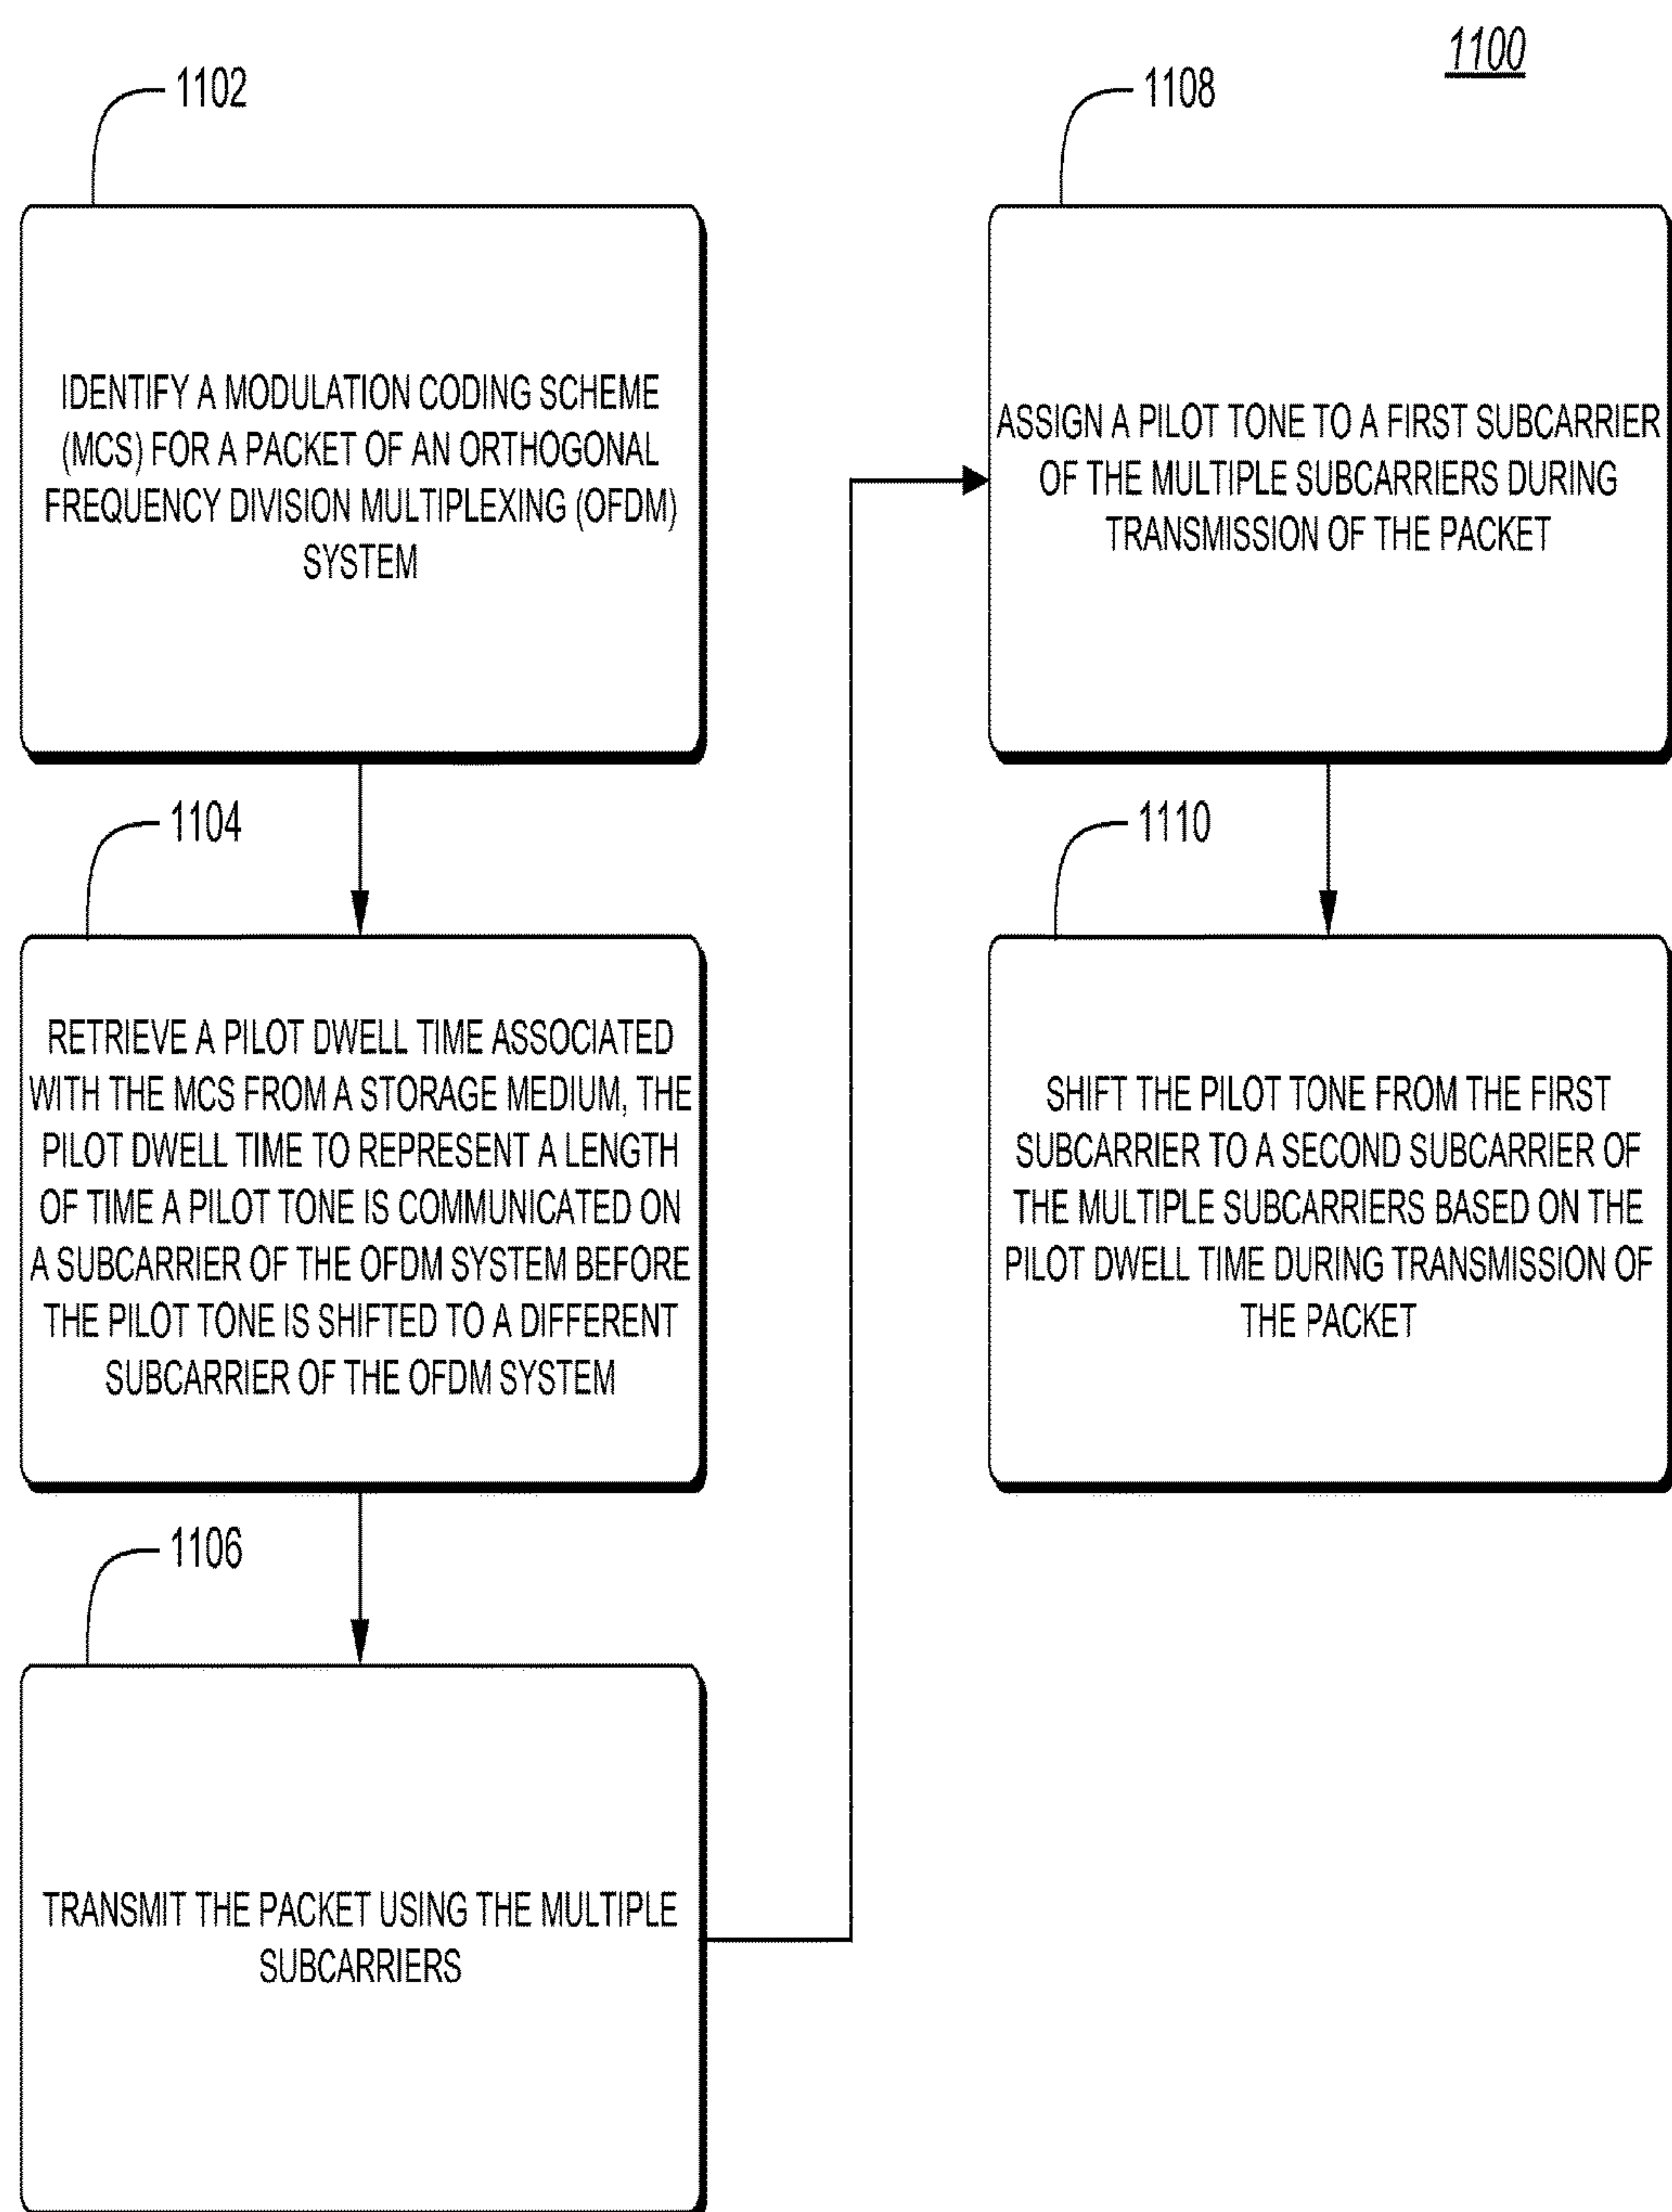 1100
1102
IDENTIFY A MODULATION CODING SCHEME
(MCS) FOR A PACKET OF AN ORTHOGONAL
FREQUENCY DIVISION MULTIPLEXING (OFDM)
SYSTEM
1104
RETRIEVE A PILOT DWELL TIME ASSOCIATED
WITH THE MCS FROM A STORAGE MEDIUM, THE
PILOT DWELL TIME TO REPRESENT A LENGTH
OF TIME A PILOT TONE IS COMMUNICATED ON
A SUBCARRIER OF THE OFDM SYSTEM BEFORE
THE PILOT TONE IS SHIFTED TO A DIFFERENT
SUBCARRIER OF THE OFDM SYSTEM
1106
TRANSMIT THE PACKET USING THE MULTIPLE
SUBCARRIERS
1108
ASSIGN A PILOT TONE TO A FIRST SUBCARRIER
OF THE MULTIPLE SUBCARRIERS DURING
TRANSMISSION OF THE PACKET
1110
SHIFT THE PILOT TONE FROM THE FIRST
SUBCARRIER TO A SECOND SUBCARRIER OF
THE MULTIPLE SUBCARRIERS BASED ON THE
PILOT DWELL TIME DURING TRANSMISSION OF
THE PACKET